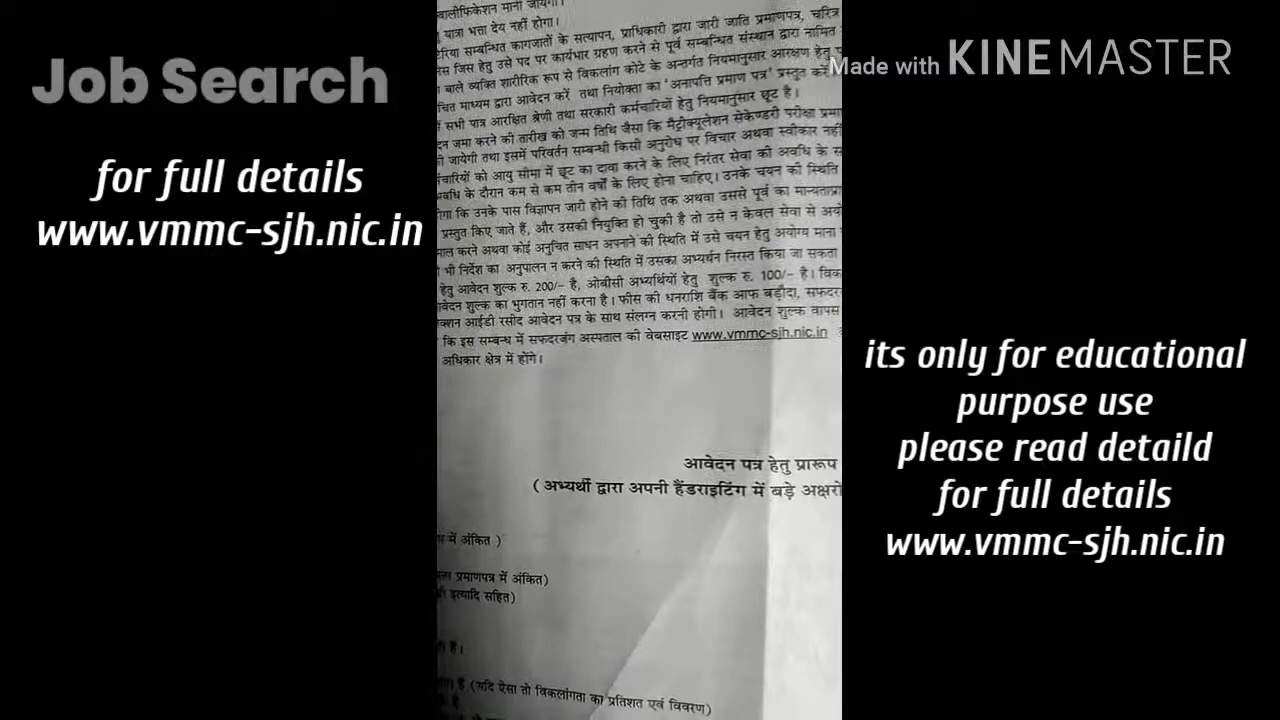 Job Search
for full details
www.vmmc-sjh.nic.in
Made with KINEMASTER
क्वालीफिकेशन मानी जायेगी।
यात्रा भत्ता देय नहीं होगा।
सम्बन्धित कागजातों के सत्यापन, प्राधिकारी द्वारा जारी जाति प्रमाणपत्र, चरित्र
जिस हेतु उसे पद पर कार्यभार ग्रहण करने से पूर्व सम्बन्धित संस्थान द्वारा नामित
बाले व्यक्ति शारीरिक रूप से विकलांग कोटे के अन्तर्गत नियमानुसार आरक्षण हेतु
माध्यम द्वारा आवेदन करें तथा नियोक्ता का 'अनापत्ति प्रमाण पत्र' प्रस्तुत करें
सभी पात्र आरक्षित श्रेणी तथा सरकारी कर्मचारियों हेतु नियमानुसार छूट है।
जमा करने की तारीख को जन्म तिथि जैसा कि मैट्रीक्यूलेशन सेकेण्डरी परीक्षा
जायेगी तथा इसमें परिवर्तन सम्बन्धी किसी अनुरोध पर विचार अथवा स्वीकार नहीं
को आयु सीमा में छूट का दावा करने के लिए निरंतर सेवा की अवधि के
अवधि के दौरान कम से कम तीन वर्षों के लिए होना चाहिए। उनके चयन की स्थिति
कि उनके पास विज्ञापन जारी होने की तिथि तक अथवा उससे पूर्व का
प्रस्तुत किए जाते हैं, और उसकी नियुक्ति हो चुकी है तो उसे न केवल सेवा से
करने अथवा कोई अनुचित साधन अपनाने की स्थिति में उसे चयन हेतु अयोग्य माना
भी निर्देश का अनुपालन न करने की स्थिति में उसका अभ्यर्थन निरस्त किया जा सकता
हेतु आवेदन शुल्क रु. 200/- है, ओबीसी अभ्यर्थियों हेतु शुल्क रु. 100/- है।
शुल्क का भुगतान नहीं करना है। फीस की धनराशि बैंक आफ बड़ौदा,
आईडी रसीद आवेदन पत्र के साथ संलग्न करनी होगी। आवेदन शुल्क वापस
कि इस सम्बन्ध में सफदरजंग अस्पताल की वेबसाइट www.vmmc-sjh.nic.in
अधिकार क्षेत्र में होंगे।
आवेदन पत्र हेतु प्रारूप
( अभ्यर्थी द्वारा अपनी हैंडराइटिंग में बड़े
में अंकित )
प्रमाणपत्र में अंकित)
इत्यादि सहित)
है।
है (यदि ऐसा तो विकलांगता का प्रतिशत एवं विवरण)
its only for educational
purpose use
please read detaild
for full details
www.vmmc-sjh.nic.in